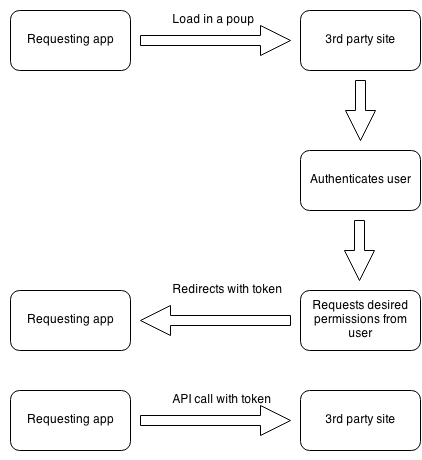 Load in a poup
Requesting app
3rd party site
Authenticates user
Redirects with token
Requesting app
Requests desired
permissions from
user
API call with token
Requesting app
3rd party site